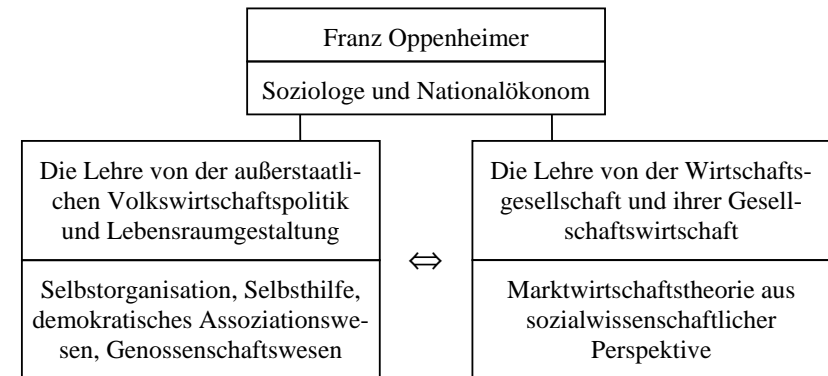 Franz Oppenheimer
Soziologe und Nationalökonom
Die Lehre von der außerstaatli-
chen Volkswirtschaftspolitik
und Lebensraumgestaltung
Selbstorganisation, Selbsthilfe,
demokratisches Assoziationswe-
sen, Genossenschaftswesen
⇔
Die Lehre von der Wirtschafts-
gesellschaft und ihrer Gesell-
schaftswirtschaft
Marktwirtschaftstheorie aus
sozialwissenschaftlicher
Perspektive